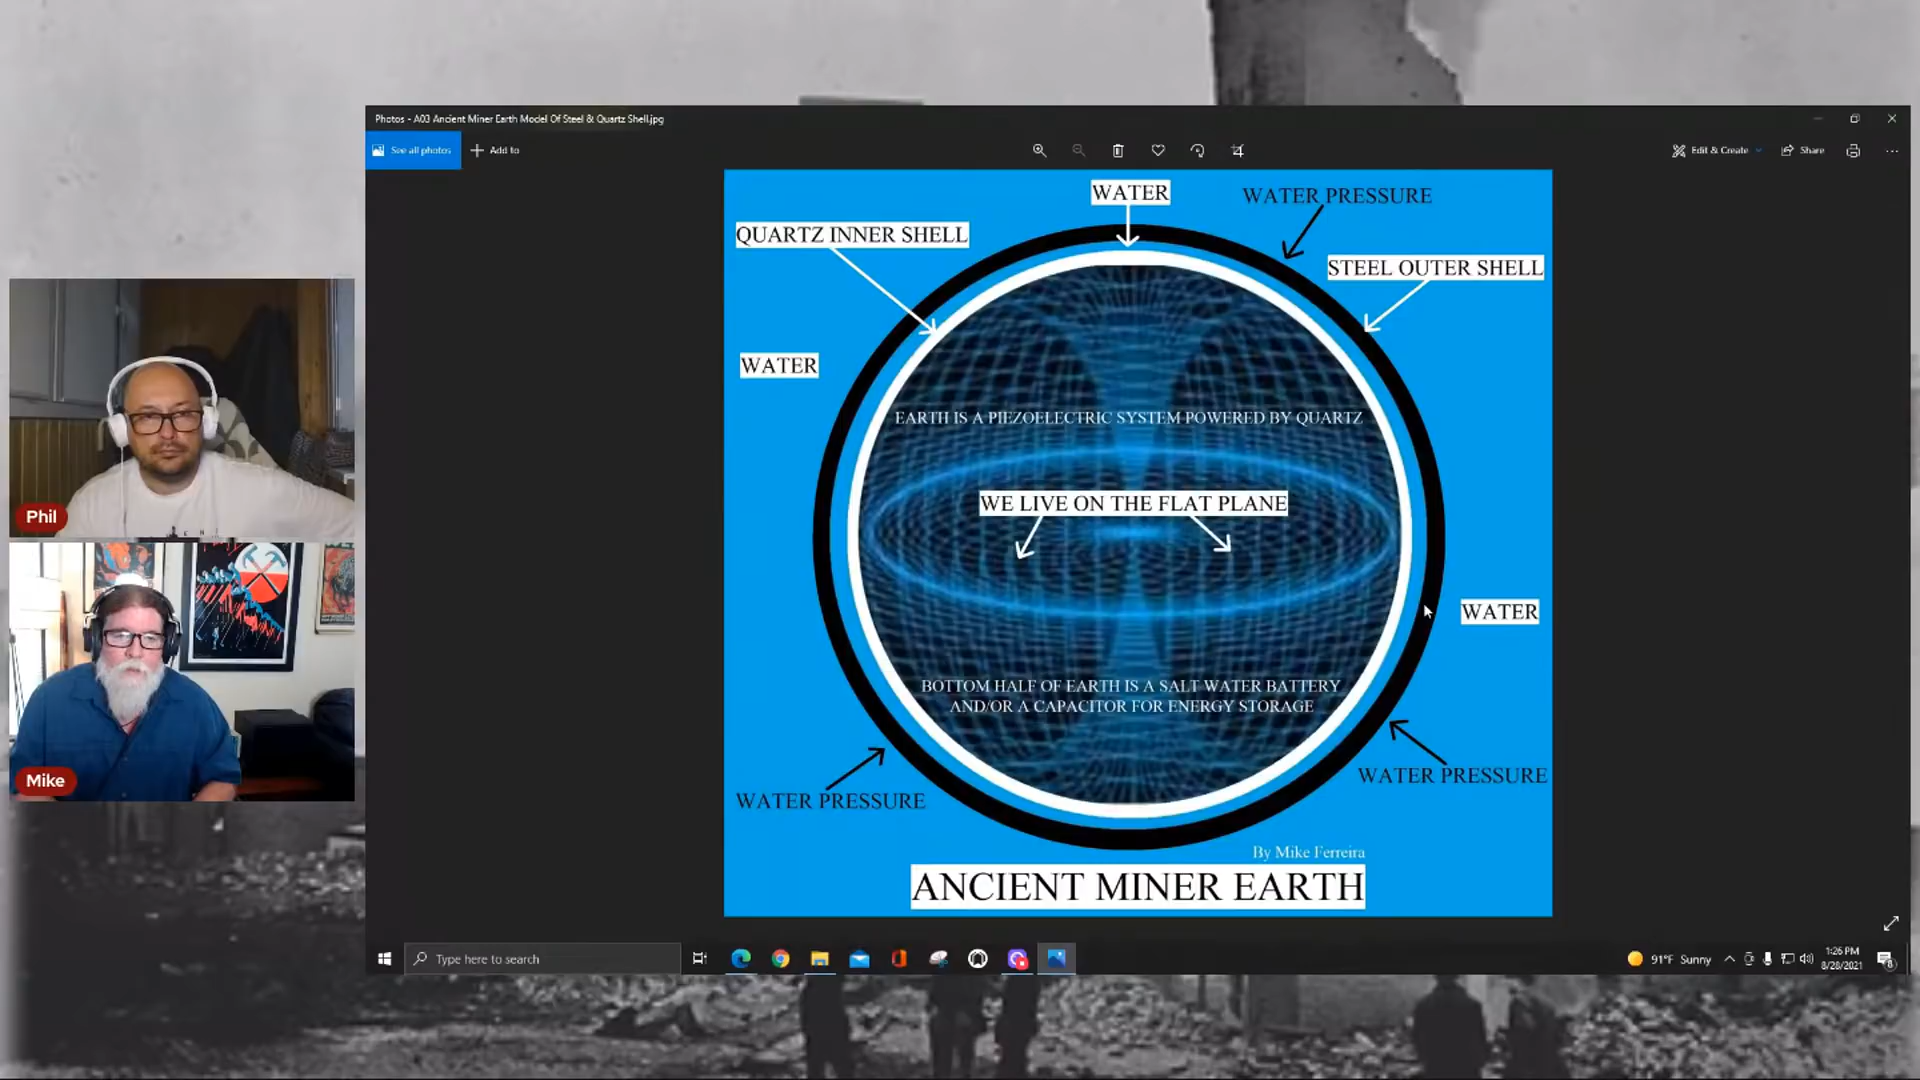 Photos - A03 Ancient Miner Earth Model Of Steel & Quartz Shell.jpg
See all photos
Add to
Edit & Create
Share
WATER
WATER PRESSURE
QUARTZ INNER SHELL
STEEL OUTER SHELL
WATER
EARTH IS A PIEZOELECTRIC SYSTEM POWERED BY QUARTZ
WE LIVE ON THE FLAT PLANE
Phil
WATER
BOTTOM HALF OF EARTH IS A SALT WATER BATTERY
AND/OR A CAPACITOR FOR ENERGY STORAGE
Mike
WATER PRESSURE
WATER PRESSURE
By Mike Ferreira
ANCIENT MINER EARTH
Type here to search
91°F Sunny
1:26 PM
8/28/2021